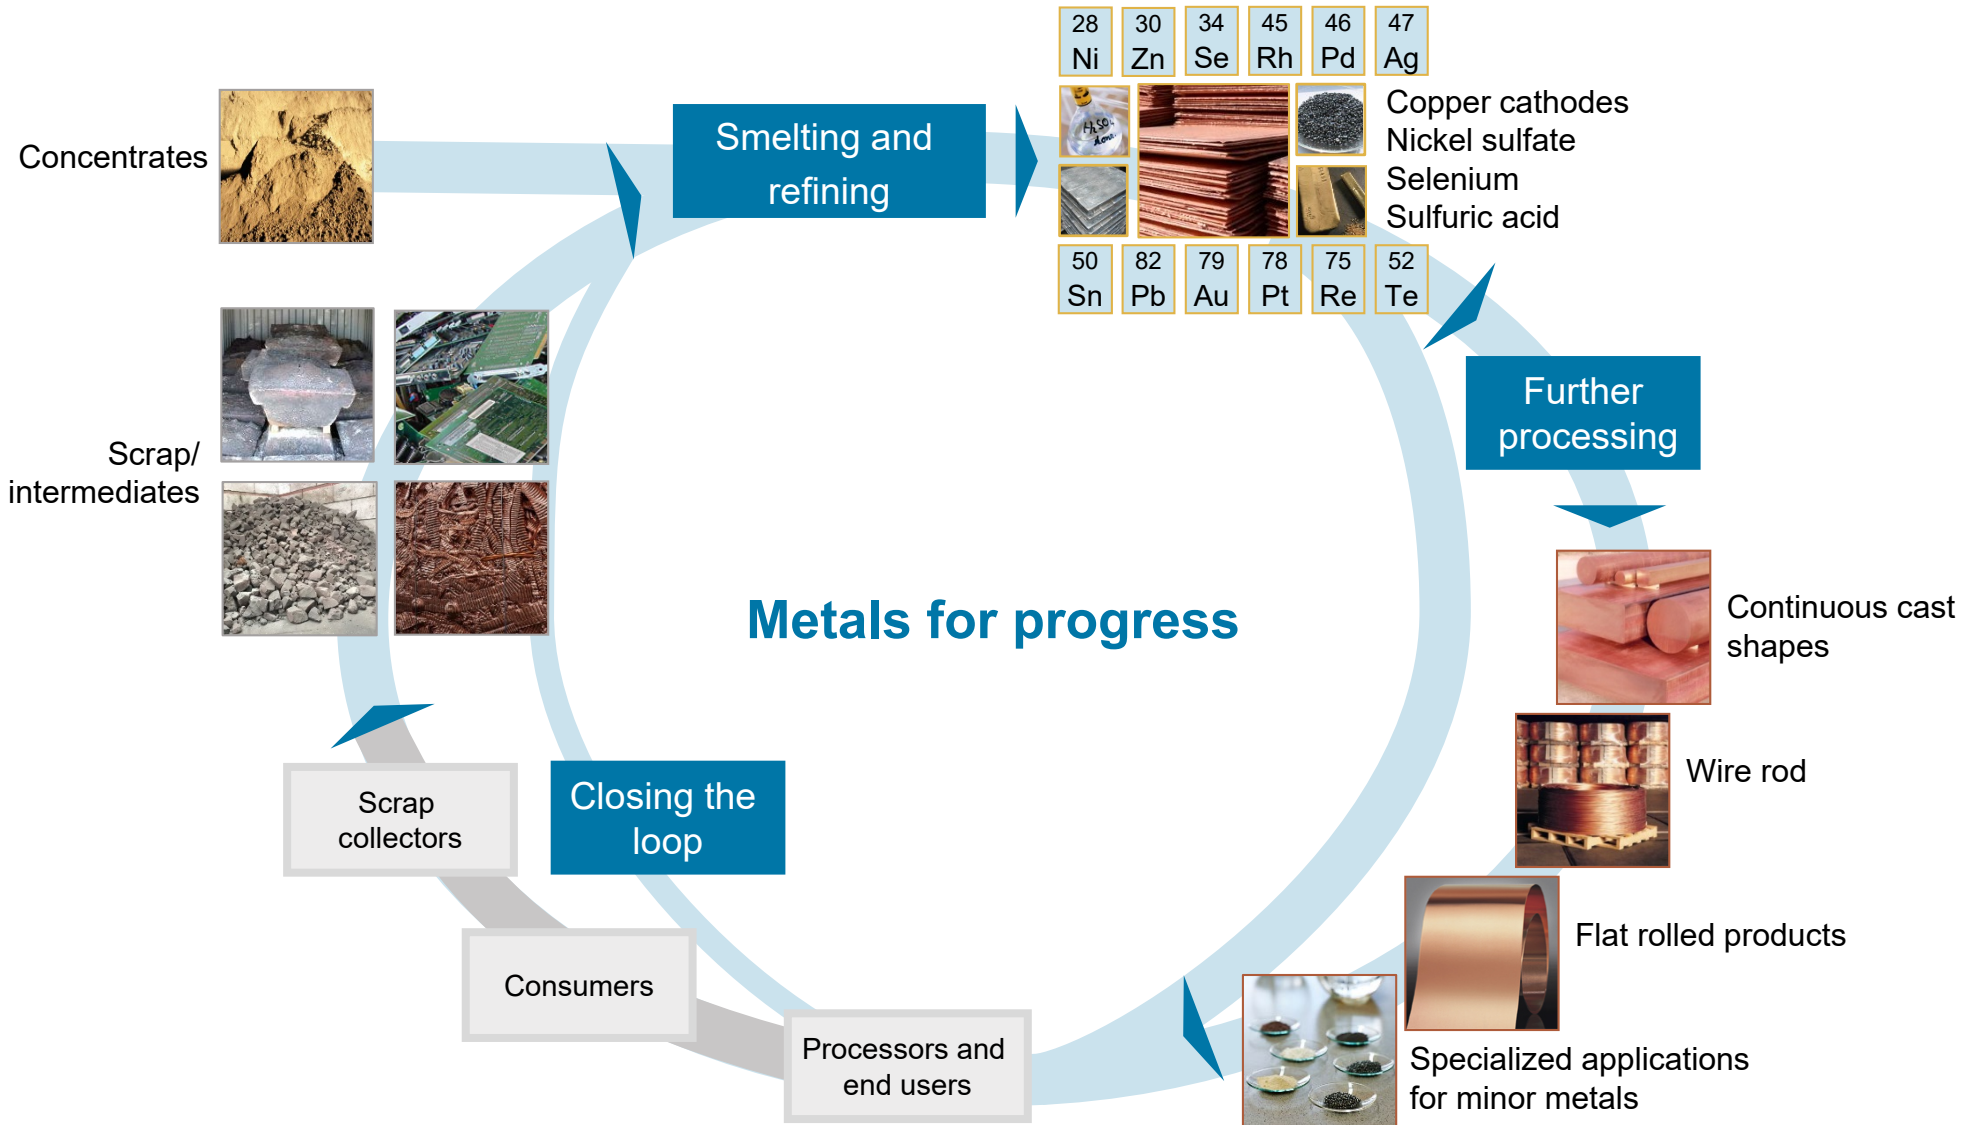 28
Ni
30
Zn
34
Se
45
Rh
46
Pd
47
Ag
Concentrates
Smelting and
refining
H₂SO₄
Copper cathodes
Nickel sulfate
Selenium
Sulfuric acid
50
Sn
82
Pb
79
Au
78
Pt
75
Re
52
Te
Further
processing
Scrap/
intermediates
Metals for progress
Continuous cast
shapes
Wire rod
Scrap
collectors
Closing the
loop
Flat rolled products
Consumers
Processors and
end users
Specialized applications
for minor metals